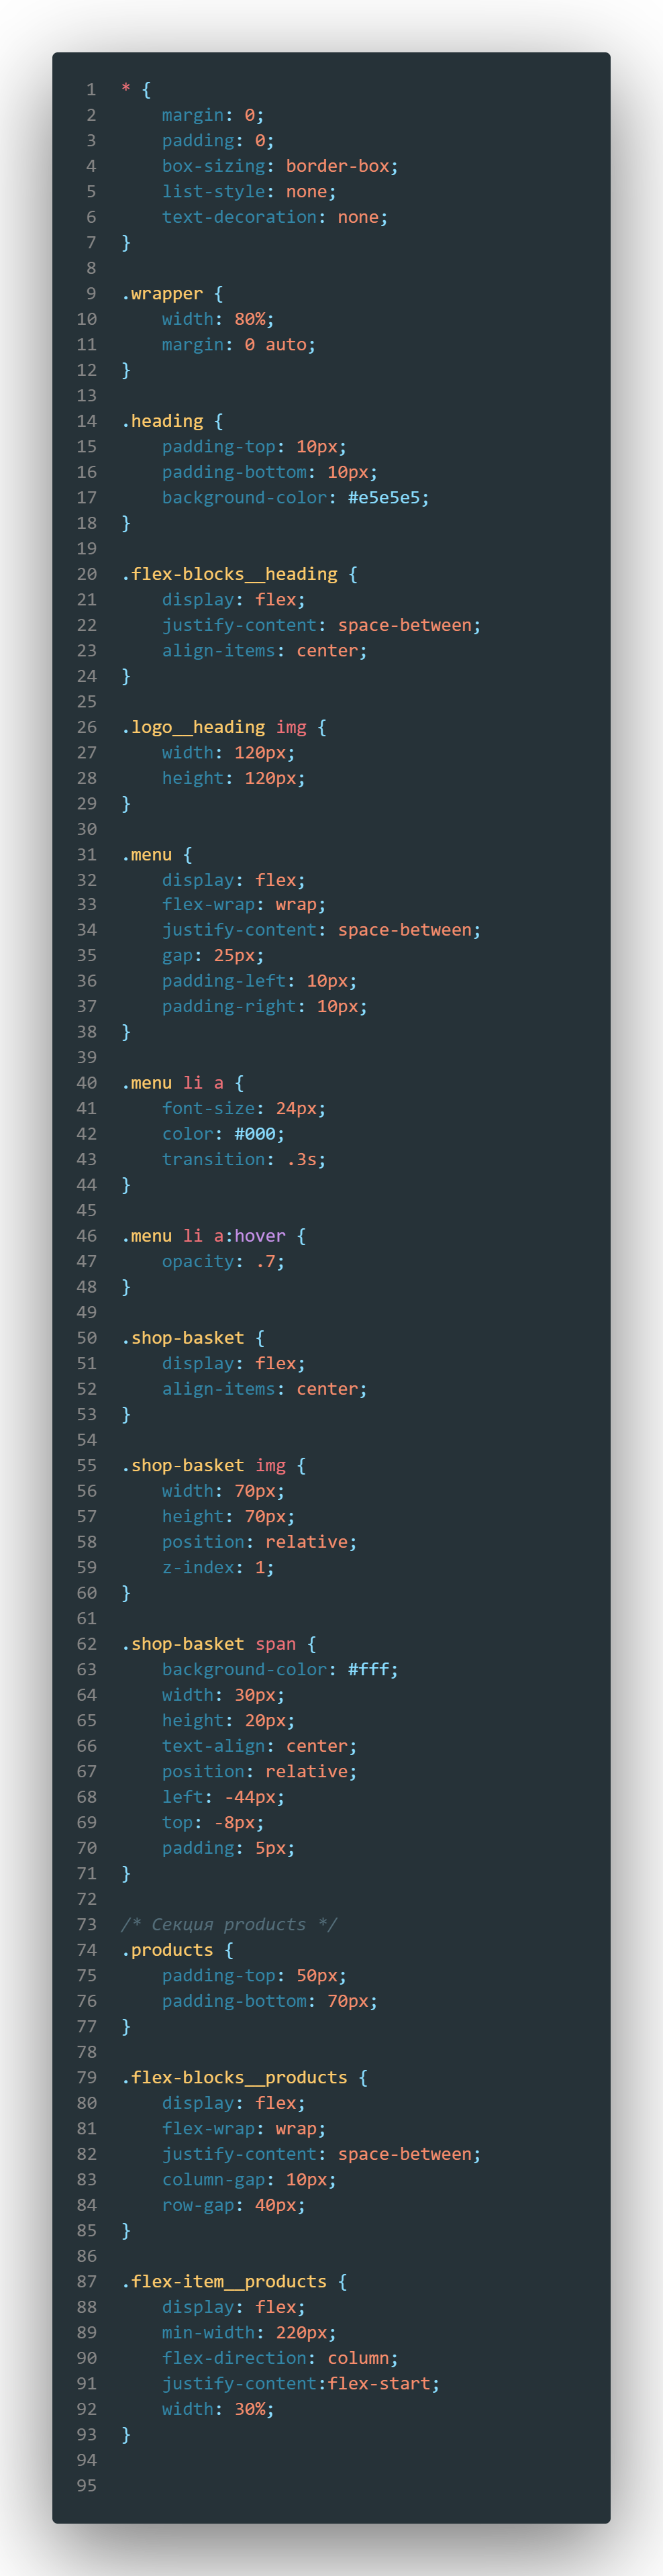 1 * {
2     margin: 0;
3     padding: 0;
4     box-sizing: border-box;
5     list-style: none;
6     text-decoration: none;
7 }
8
9 .wrapper {
10     width: 80%;
11     margin: 0 auto;
12 }
13
14 .heading {
15     padding-top: 10px;
16     padding-bottom: 10px;
17     background-color: #e5e5e5;
18 }
19
20 .flex-blocks__heading {
21     display: flex;
22     justify-content: space-between;
23     align-items: center;
24 }
25
26 .logo__heading img {
27     width: 120px;
28     height: 120px;
29 }
30
31 .menu {
32     display: flex;
33     flex-wrap: wrap;
34     justify-content: space-between;
35     gap: 25px;
36     padding-left: 10px;
37     padding-right: 10px;
38 }
39
40 .menu li a {
41     font-size: 24px;
42     color: #000;
43     transition: .3s;
44 }
45
46 .menu li a:hover {
47     opacity: .7;
48 }
49
50 .shop-basket {
51     display: flex;
52     align-items: center;
53 }
54
55 .shop-basket img {
56     width: 70px;
57     height: 70px;
58     position: relative;
59     z-index: 1;
60 }
61
62 .shop-basket span {
63     background-color: #fff;
64     width: 30px;
65     height: 20px;
66     text-align: center;
67     position: relative;
68     left: -44px;
69     top: -8px;
70     padding: 5px;
71 }
72
73 /* Секция products */
74 .products {
75     padding-top: 50px;
76     padding-bottom: 70px;
77 }
78
79 .flex-blocks__products {
80     display: flex;
81     flex-wrap: wrap;
82     justify-content: space-between;
83     column-gap: 10px;
84     row-gap: 40px;
85 }
86
87 .flex-item__products {
88     display: flex;
89     min-width: 220px;
90     flex-direction: column;
91     justify-content:flex-start;
92     width: 30%;
93 }
94
95